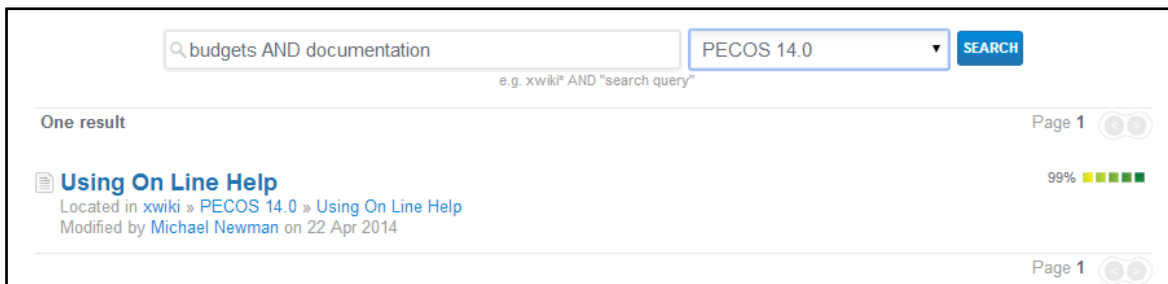 budgets AND documentation PECOS 14.0 SEARCH
e.g. xwiki* AND "search query"
One result Page 1
Using On Line Help 99%
Located in xwiki » PECOS 14.0 » Using On Line Help
Modified by Michael Newman on 22 Apr 2014
Page 1